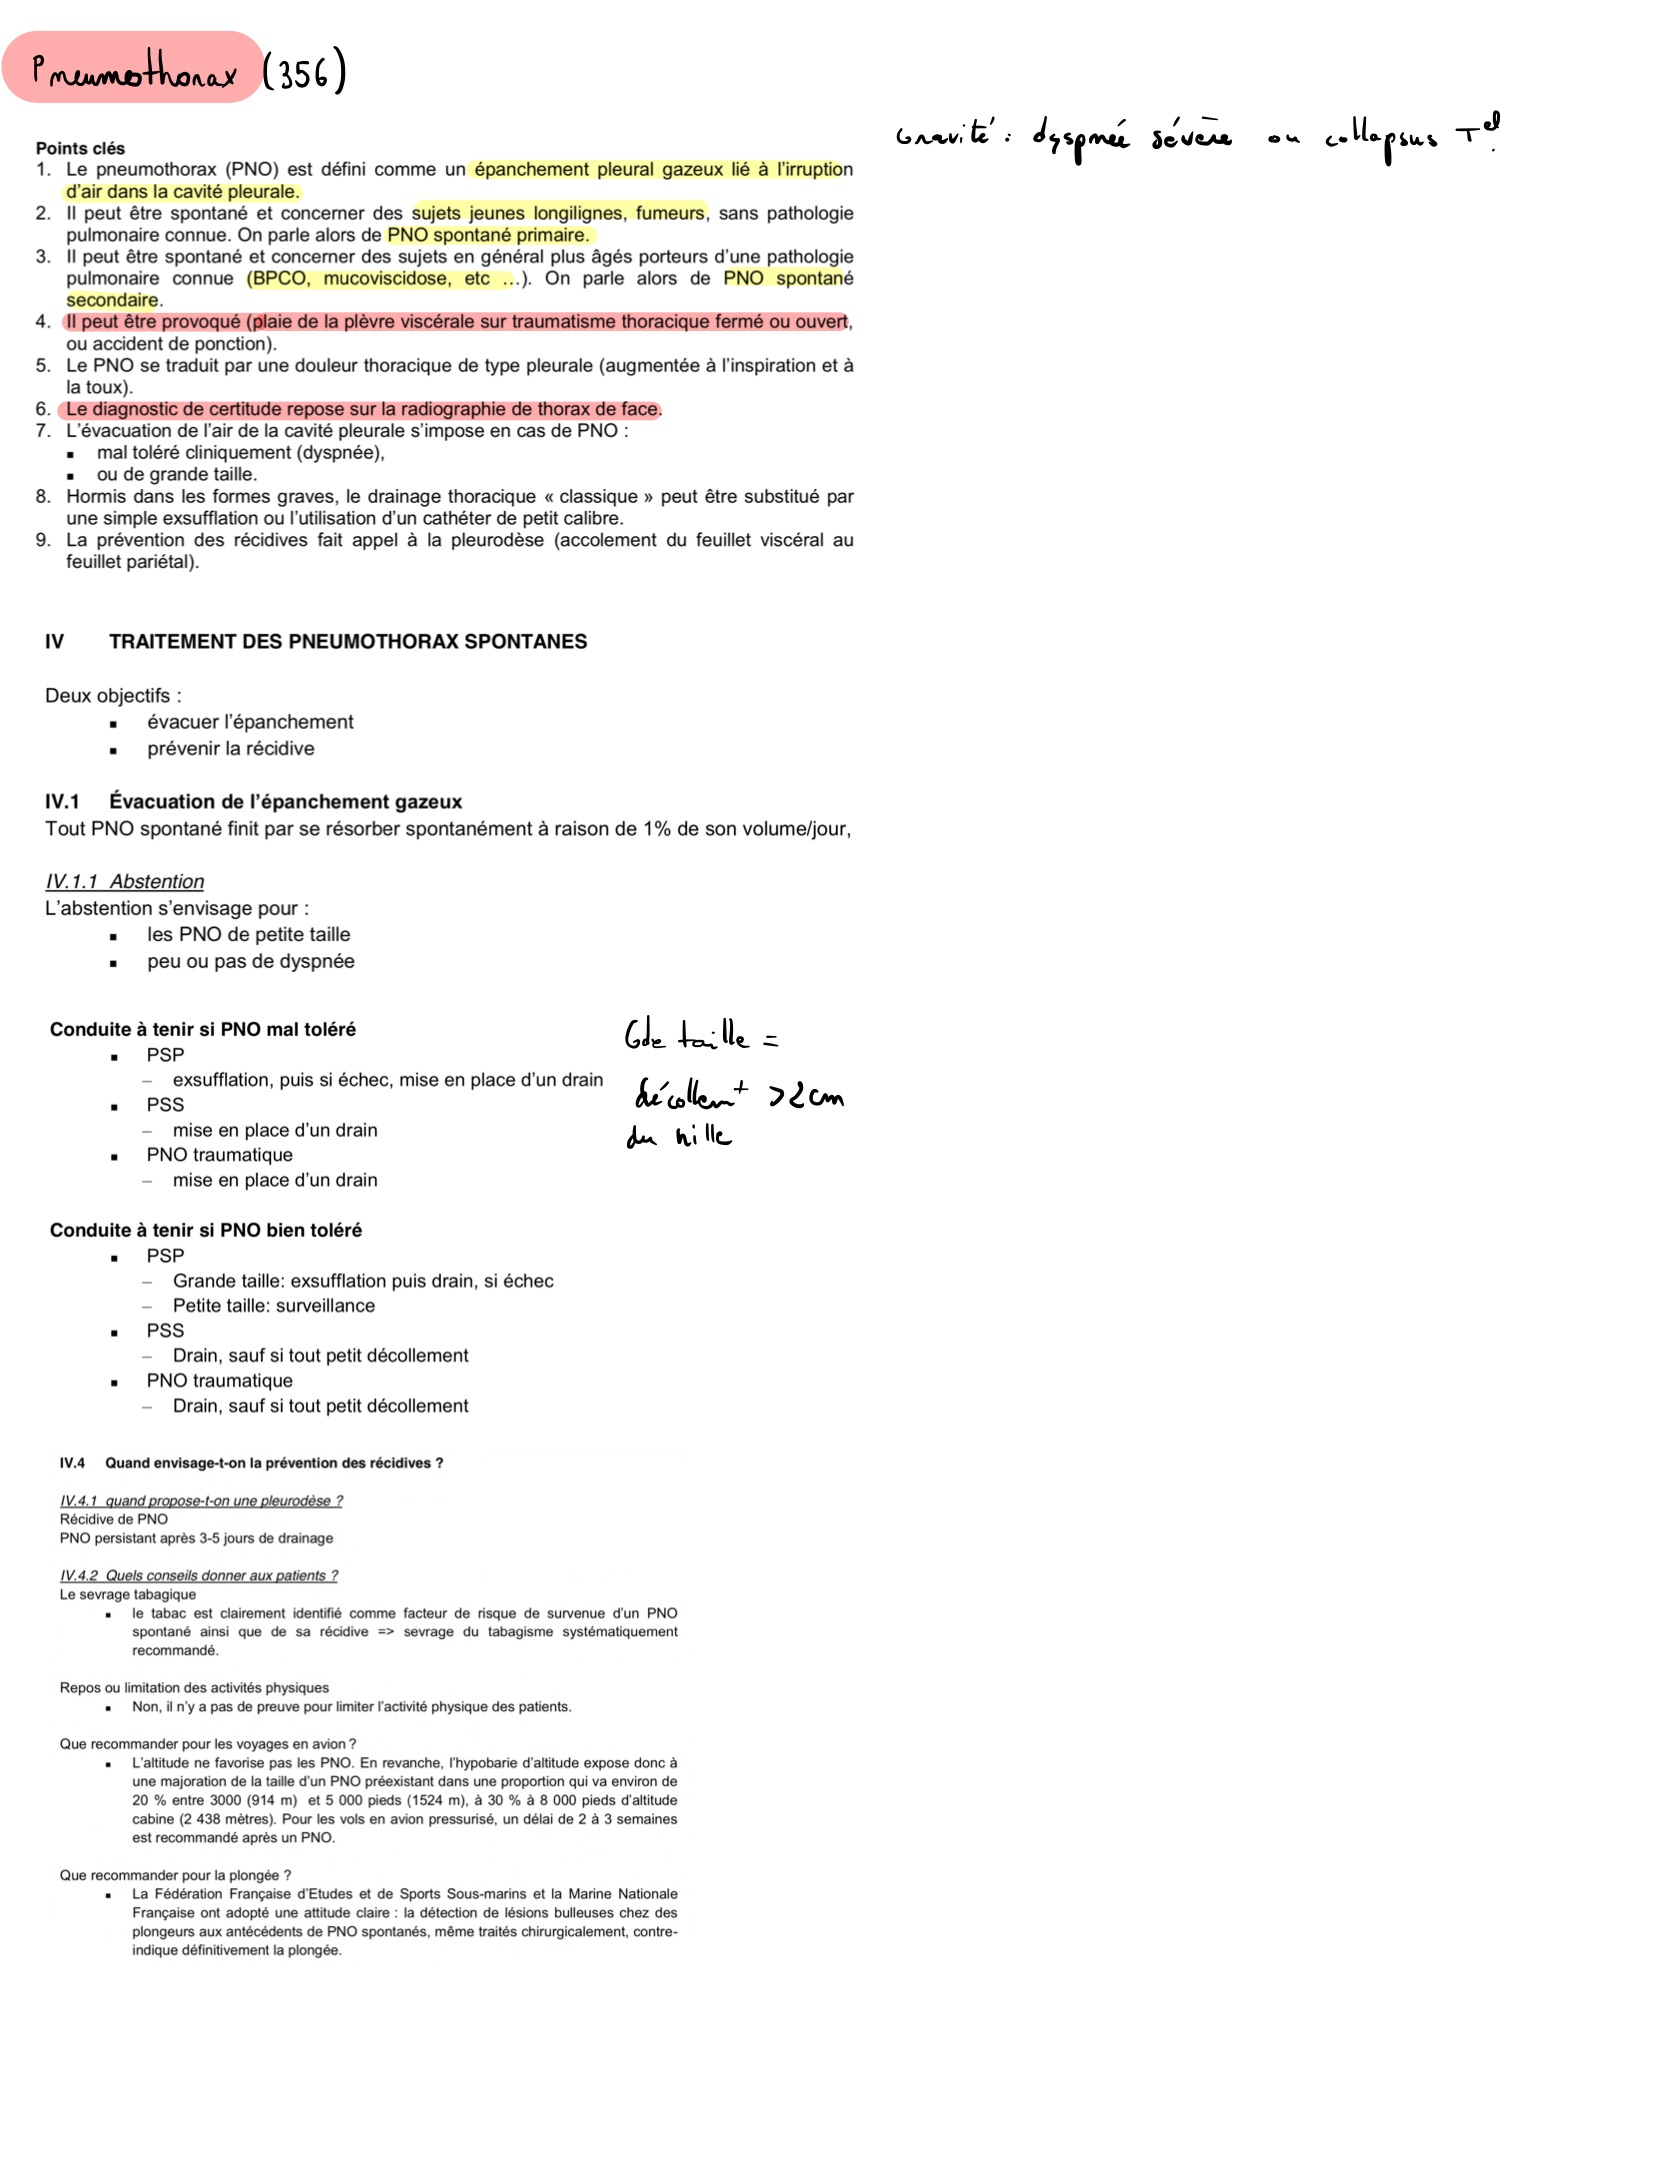 Pneumothorax (356)
Gravité : dyspnée sévère ou collapsus Tel
Points clés
1. Le pneumothorax (PNO) est défini comme un épanchement pleural gazeux lié à l'irruption
d'air dans la cavité pleurale.
2. Il peut être spontané et concerner des sujets jeunes longilignes, fumeurs, sans pathologie
pulmonaire connue. On parle alors de PNO spontané primaire.
3. Il peut être spontané et concerner des sujets en général plus âgés porteurs d'une pathologie
pulmonaire connue (BPCO, mucoviscidose, etc ...). On parle alors de PNO spontané
secondaire.
4. Il peut être provoqué (plaie de la plèvre viscérale sur traumatisme thoracique fermé ou ouvert,
ou accident de ponction).
5. Le PNO se traduit par une douleur thoracique de type pleurale (augmentée à l'inspiration et à
la toux).
6. Le diagnostic de certitude repose sur la radiographie de thorax de face.
7. L'évacuation de l'air de la cavité pleurale s'impose en cas de PNO :
▪ mal toléré cliniquement (dyspnée),
▪ ou de grande taille.
8. Hormis dans les formes graves, le drainage thoracique « classique » peut être substitué par
une simple exsufflation ou l'utilisation d'un cathéter de petit calibre.
9. La prévention des récidives fait appel à la pleurodèse (accolement du feuillet viscéral au
feuillet pariétal).
IV TRAITEMENT DES PNEUMOTHORAX SPONTANES
Deux objectifs :
▪ évacuer l'épanchement
▪ prévenir la récidive
IV.1 Évacuation de l'épanchement gazeux
Tout PNO spontané finit par se résorber spontanément à raison de 1% de son volume/jour,
IV.1.1 Abstention
L'abstention s'envisage pour :
▪ les PNO de petite taille
▪ peu ou pas de dyspnée
Conduite à tenir si PNO mal toléré
▪ PSP
– exsufflation, puis si échec, mise en place d'un drain
▪ PSS
– mise en place d'un drain
▪ PNO traumatique
– mise en place d'un drain
Gde taille =
décollemt >2cm
du hille
Conduite à tenir si PNO bien toléré
▪ PSP
– Grande taille: exsufflation puis drain, si échec
– Petite taille: surveillance
▪ PSS
– Drain, sauf si tout petit décollement
▪ PNO traumatique
– Drain, sauf si tout petit décollement
IV.4 Quand envisage-t-on la prévention des récidives ?
IV.4.1 quand propose-t-on une pleurodèse ?
Récidive de PNO
PNO persistant après 3-5 jours de drainage
IV.4.2 Quels conseils donner aux patients ?
Le sevrage tabagique
▪ le tabac est clairement identifié comme facteur de risque de survenue d'un PNO
spontané ainsi que de sa récidive => sevrage du tabagisme systématiquement
recommandé.
Repos ou limitation des activités physiques
▪ Non, il n'y a pas de preuve pour limiter l'activité physique des patients.
Que recommander pour les voyages en avion ?
▪ L'altitude ne favorise pas les PNO. En revanche, l'hypobarie d'altitude expose donc à
une majoration de la taille d'un PNO préexistant dans une proportion qui va environ de
20 % entre 3000 (914 m) et 5 000 pieds (1524 m), à 30 % à 8 000 pieds d'altitude
cabine (2 438 mètres). Pour les vols en avion pressurisé, un délai de 2 à 3 semaines
est recommandé après un PNO.
Que recommander pour la plongée ?
▪ La Fédération Française d'Etudes et de Sports Sous-marins et la Marine Nationale
Française ont adopté une attitude claire : la détection de lésions bulleuses chez des
plongeurs aux antécédents de PNO spontanés, même traités chirurgicalement, contre-
indique définitivement la plongée.